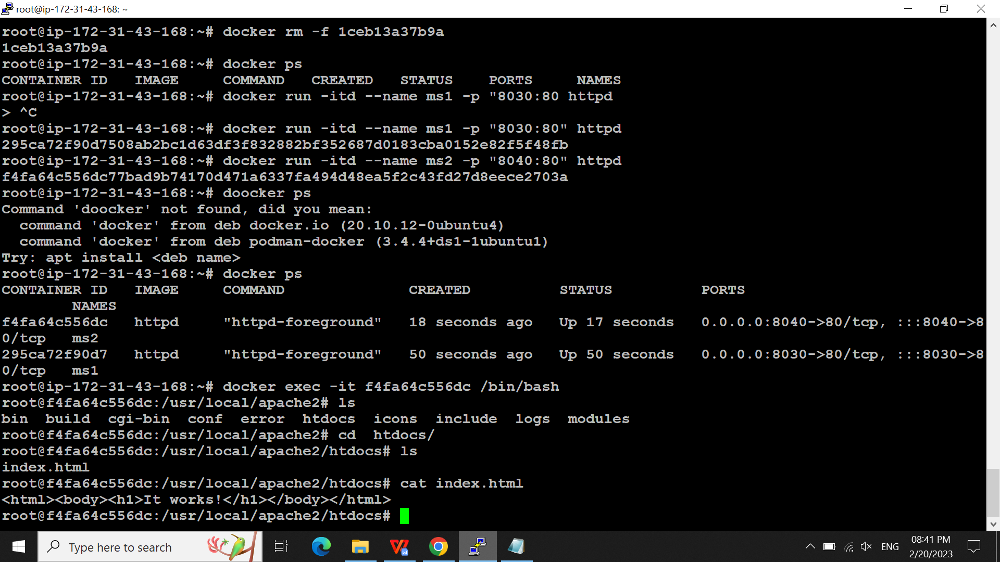 root@ip-172-31-43-168: ~
root@ip-172-31-43-168:~# docker rm -f 1ceb13a37b9a
1ceb13a37b9a
root@ip-172-31-43-168:~# docker ps
CONTAINER ID   IMAGE     COMMAND   CREATED   STATUS    PORTS     NAMES
root@ip-172-31-43-168:~# docker run -itd --name ms1 -p "8030:80 httpd
> ^C
root@ip-172-31-43-168:~# docker run -itd --name ms1 -p "8030:80" httpd
295ca72f90d7508ab2bc1d63df3f832882bf352687d0183cba0152e82f5f48fb
root@ip-172-31-43-168:~# docker run -itd --name ms2 -p "8040:80" httpd
f4fa64c556dc77bad9b74170d471a6337fa494d48ea5f2c43fd27d8eece2703a
root@ip-172-31-43-168:~# doocker ps
Command 'doocker' not found, did you mean:
  command 'docker' from deb docker.io (20.10.12-0ubuntu4)
  command 'docker' from deb podman-docker (3.4.4+ds1-1ubuntu1)
Try: apt install <deb name>
root@ip-172-31-43-168:~# docker ps
CONTAINER ID   IMAGE     COMMAND              CREATED          STATUS          PORTS
        NAMES
f4fa64c556dc   httpd     "httpd-foreground"   18 seconds ago   Up 17 seconds   0.0.0.0:8040->80/tcp, :::8040->8
0/tcp   ms2
295ca72f90d7   httpd     "httpd-foreground"   50 seconds ago   Up 50 seconds   0.0.0.0:8030->80/tcp, :::8030->8
0/tcp   ms1
root@ip-172-31-43-168:~# docker exec -it f4fa64c556dc /bin/bash
root@f4fa64c556dc:/usr/local/apache2# ls
bin  build  cgi-bin  conf  error  htdocs  icons  include  logs  modules
root@f4fa64c556dc:/usr/local/apache2# cd  htdocs/
root@f4fa64c556dc:/usr/local/apache2/htdocs# ls
index.html
root@f4fa64c556dc:/usr/local/apache2/htdocs# cat index.html
<html><body><h1>It works!</h1></body></html>
root@f4fa64c556dc:/usr/local/apache2/htdocs#
Type here to search
W
ENG
08:41 PM
2/20/2023